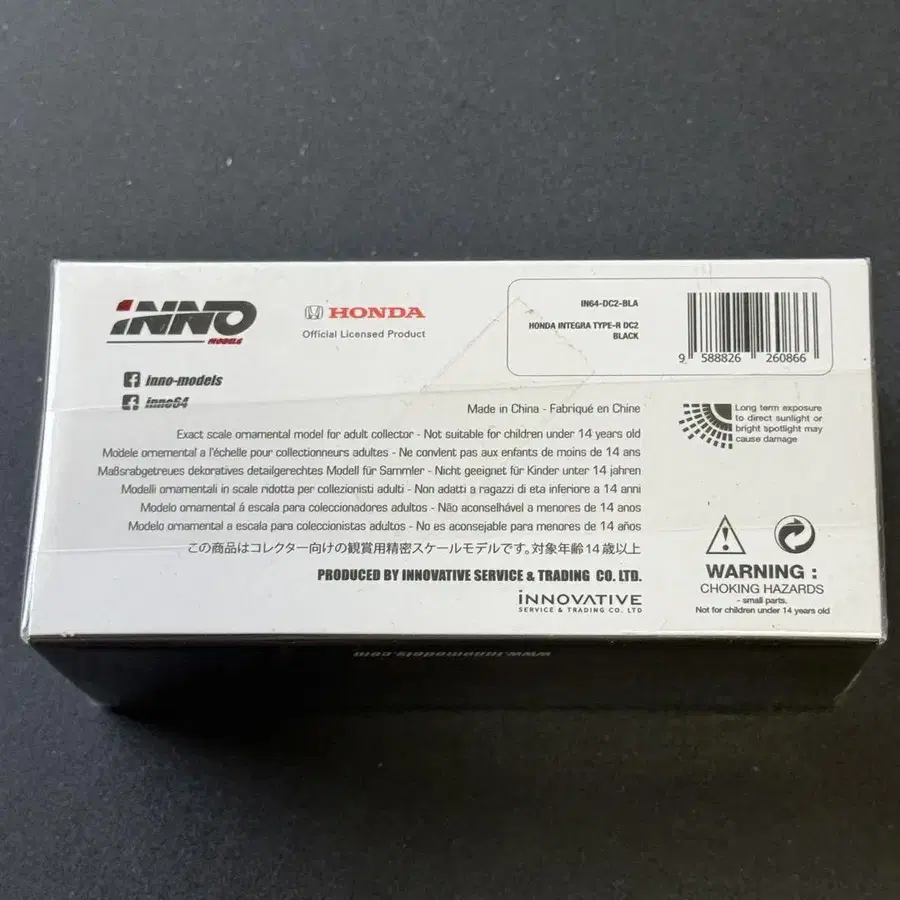 iNNO
MODELS
HONDA
Official Licensed Product
IN64-DC2-BLA
HONDA INTEGRA TYPE-R DC2
BLACK
9 588826 260866
inno-models
inno64
Made in China - Fabriqué en Chine
Long term exposure
to direct sunlight or
bright spotlight may
cause damage
Exact scale ornamental model for adult collector - Not suitable for children under 14 years old
Modele ornemental a l'échelle pour collectionneurs adultes - Ne convient pas aux enfants de moins de 14 ans
Maßsrabgetreues dekoratives detailgerechtes Modell für Sammler - Nicht geeignet für Kinder unter 14 jahren
Modelli ornamentali in scale ridotta per collezionisti adulti - Non adatti a ragazzi di eta inferiore a 14 anni
Modelo ornamental á escala para colecionadores adultos - Não aconselhável a menores de 14 anos
Modelo ornamental a escala para coleccionistas adultos - No es aconsejable para menores de 14 años
この商品はコレクター向けの観賞用精密スケールモデルです。対象年齢14歳以上
PRODUCED BY INNOVATIVE SERVICE & TRADING CO. LTD.
iNNOVATIVE
SERVICE & TRADING CO. LTD
WARNING :
CHOKING HAZARDS
- small parts.
Not for children under 14 years old
www.innomodels.com